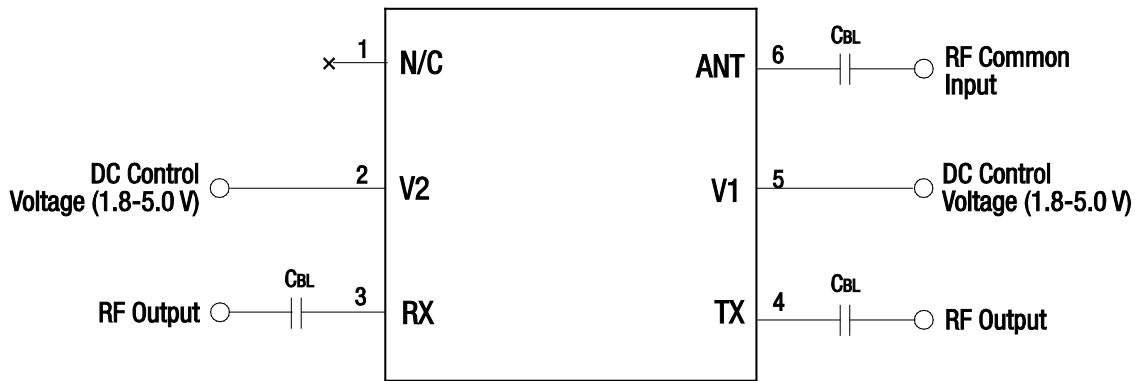 1
N/C
ANT
6
CBL
RF Common
Input
DC Control
Voltage (1.8-5.0 V)
2
V2
V1
5
DC Control
Voltage (1.8-5.0 V)
CBL
RF Output
3
RX
TX
4
CBL
RF Output